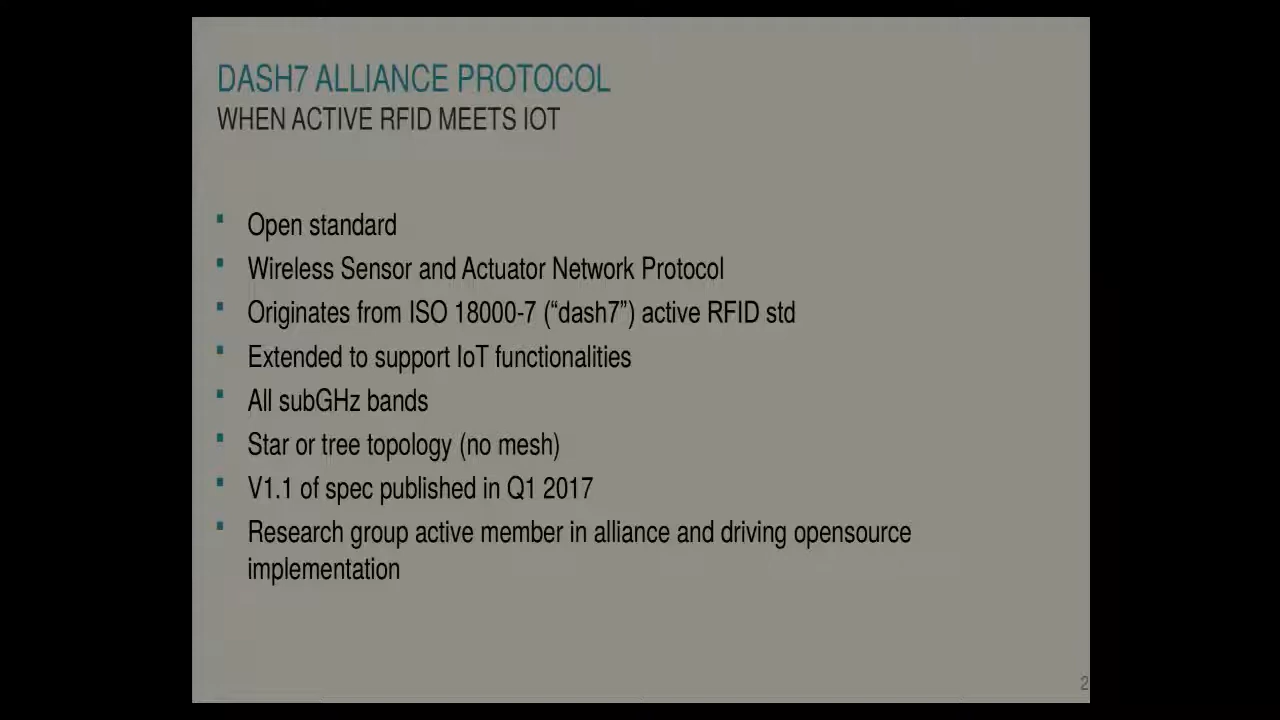 DASH7 ALLIANCE PROTOCOL
WHEN ACTIVE RFID MEETS IOT
Open standard
Wireless Sensor and Actuator Network Protocol
Originates from ISO 18000-7 (“dash7”) active RFID std
Extended to support IoT functionalities
All subGHz bands
Star or tree topology (no mesh)
V1.1 of spec published in Q1 2017
Research group active member in alliance and driving opensource
implementation
2